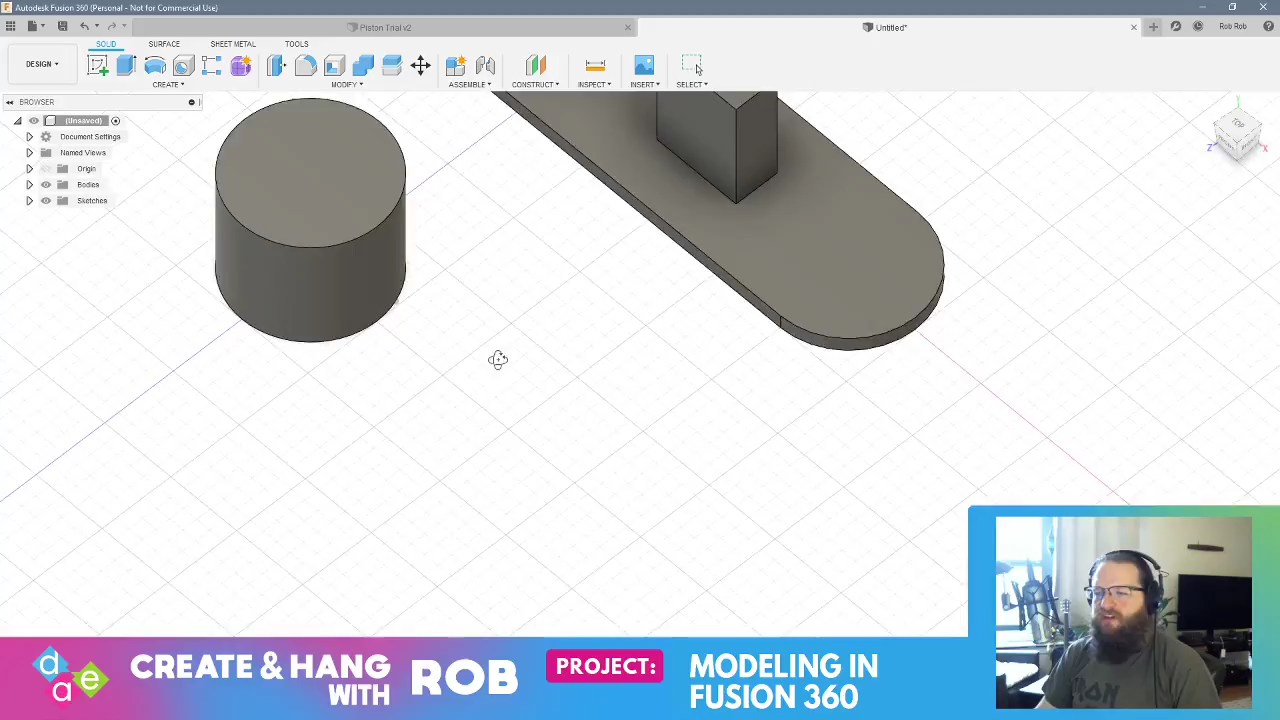 Autodesk Fusion 360 (Personal - Not for Commercial Use)
Piston Trial v2
Untitled*
Rob Rob
DESIGN
SOLID
SURFACE
SHEET METAL
TOOLS
CREATE
MODIFY
ASSEMBLE
CONSTRUCT
INSPECT
INSERT
SELECT
BROWSER
(Unsaved)
Document Settings
Named Views
Origin
Bodies
Sketches
Y
TOP
Z
X
dae
CREATE & HANG
WITH
ROB
PROJECT:
MODELING IN
FUSION 360